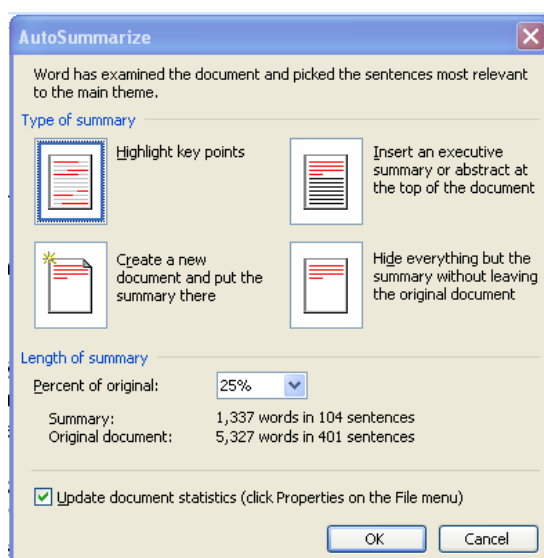 AutoSummarize
Word has examined the document and picked the sentences most relevant
to the main theme.
Type of summary
Highlight key points
Insert an executive
summary or abstract at
the top of the document
Create a new
document and put the
summary there
Hide everything but the
summary without leaving
the original document
Length of summary
Percent of original: 25%
Summary: 1,337 words in 104 sentences
Original document: 5,327 words in 401 sentences
Update document statistics (click Properties on the File menu)
OK Cancel